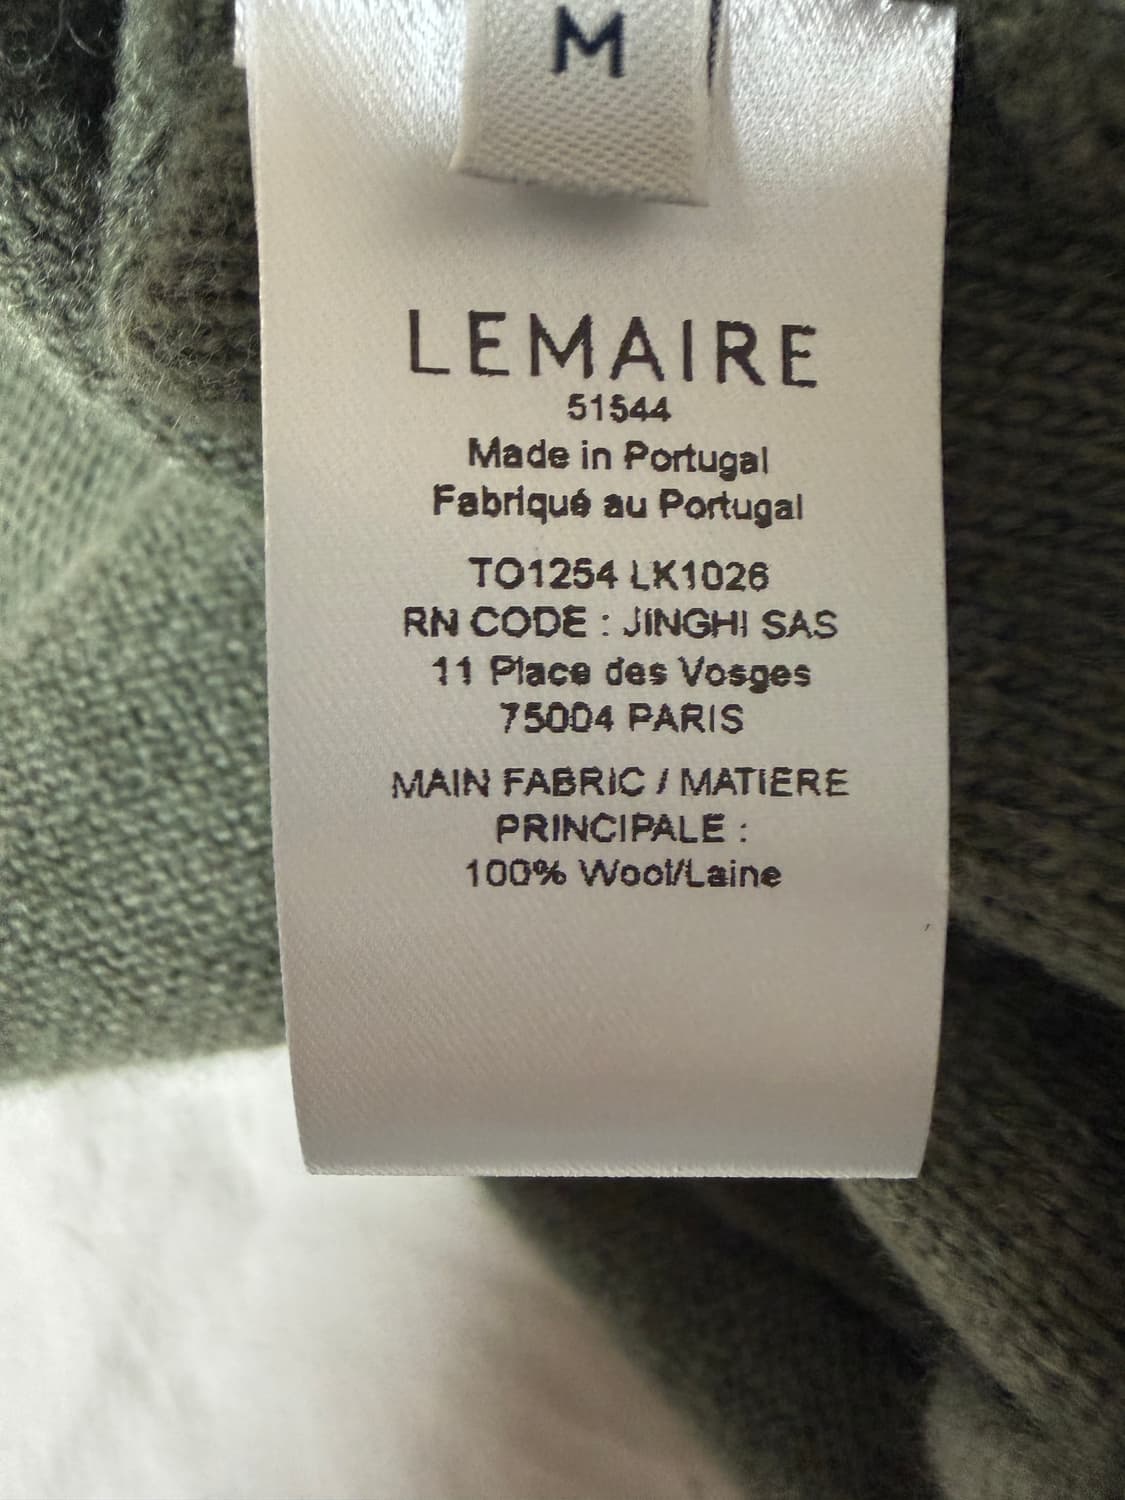 M
LEMAIRE
51544
Made in Portugal
Fabriqué au Portugal
TO1254 LK1026
RN CODE : JINGHI SAS
11 Place des Vosges
75004 PARIS
MAIN FABRIC / MATIERE
PRINCIPALE :
100% Wool/Laine